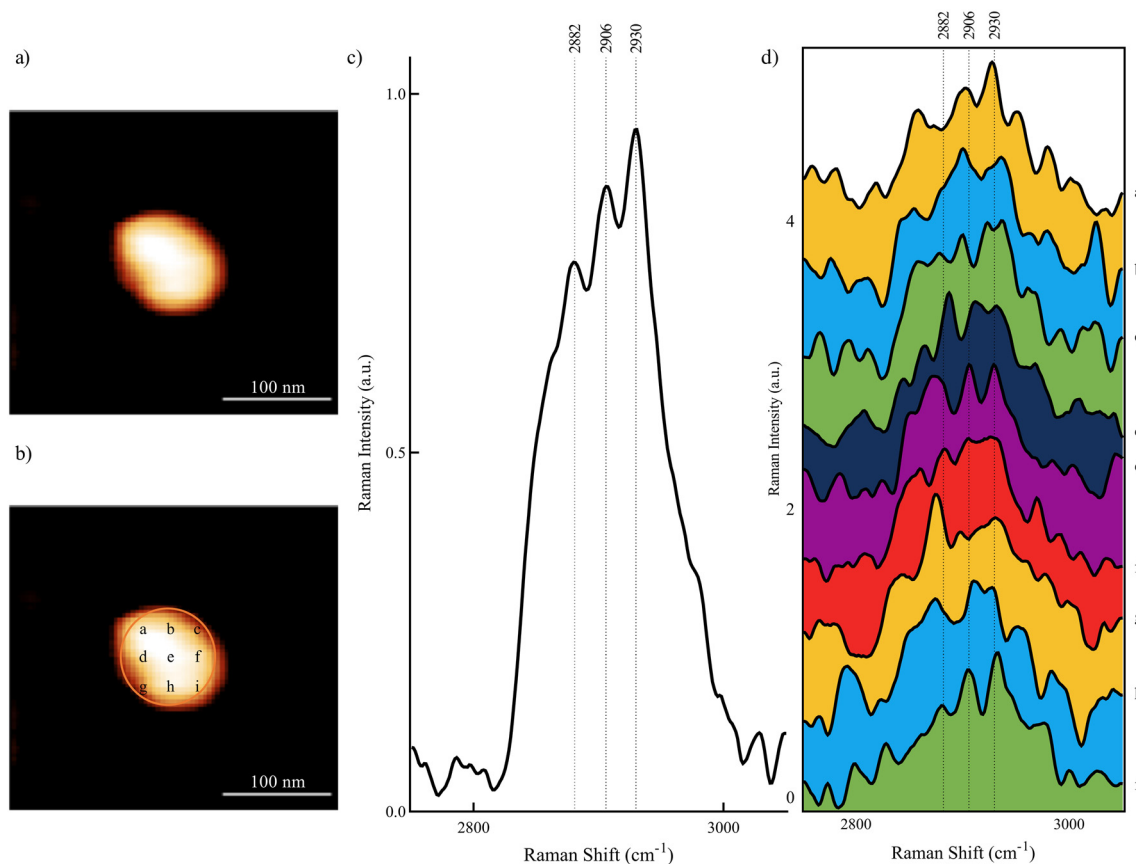 a)
100 nm
b)
a b c
d e f
g h i
100 nm
c)
2882
2906
2930
1.0
0.5
0.0
Raman Intensity (a.u.)
2800
3000
Raman Shift (cm-1)
d)
2882
2906
2930
4
2
0
Raman Intensity (a.u.)
2800
3000
Raman Shift (cm-1)